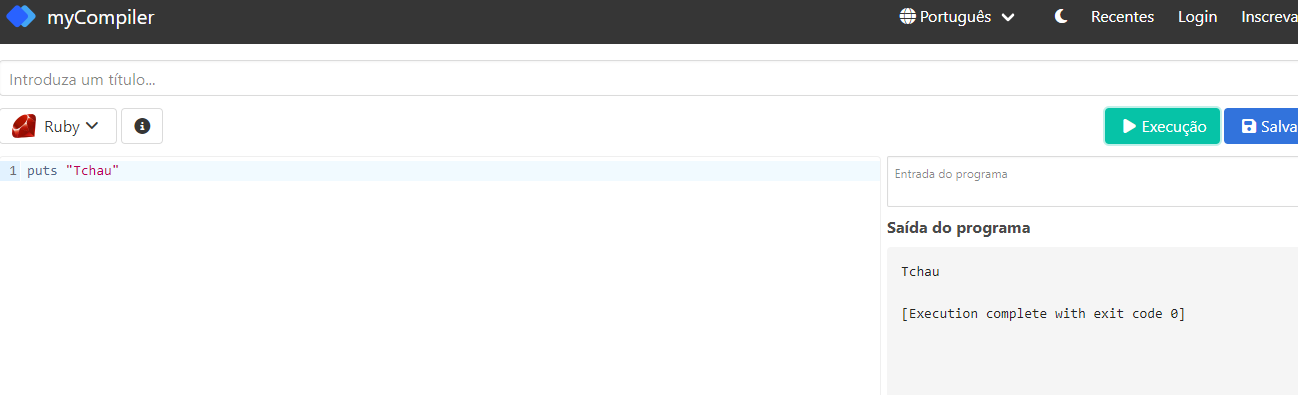 myCompiler Português Recentes Login Inscreva
Introduza um título...
Ruby Execução Salva
1 puts "Tchau"
Entrada do programa
Saída do programa
Tchau
[Execution complete with exit code 0]